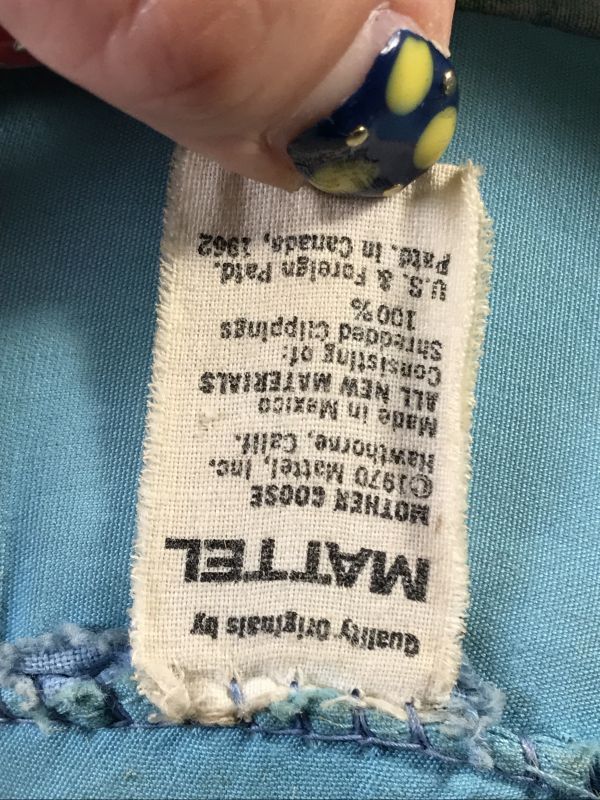 Quality Originals by
MATTEL
MOTHER GOOSE
©1970 Mattel, Inc.
Hawthorne, Calif.
Made in Mexico
ALL NEW MATERIALS
Consisting of:
Shredded Clippings
100%
U.S. & Foreign Patd.
Patd. in Canada, 1962